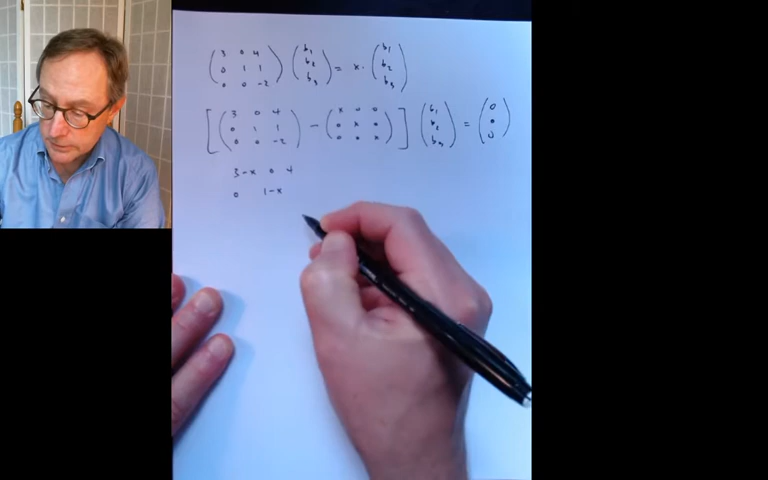 ( 3 0 4 ) ( b₁ ) = x · ( b₁ )
( 0 1 1 ) ( b₂ ) ( b₂ )
( 0 0 -2 ) ( b₃ ) ( b₃ )
[ ( 3 0 4 ) - ( x 0 0 ) ] ( b₁ ) = ( 0 )
( 0 1 1 ) ( 0 x 0 ) ( b₂ ) ( 0 )
( 0 0 -2 ) ( 0 0 x ) ( b₃ ) ( 0 )
3-x 0 4
0 1-x